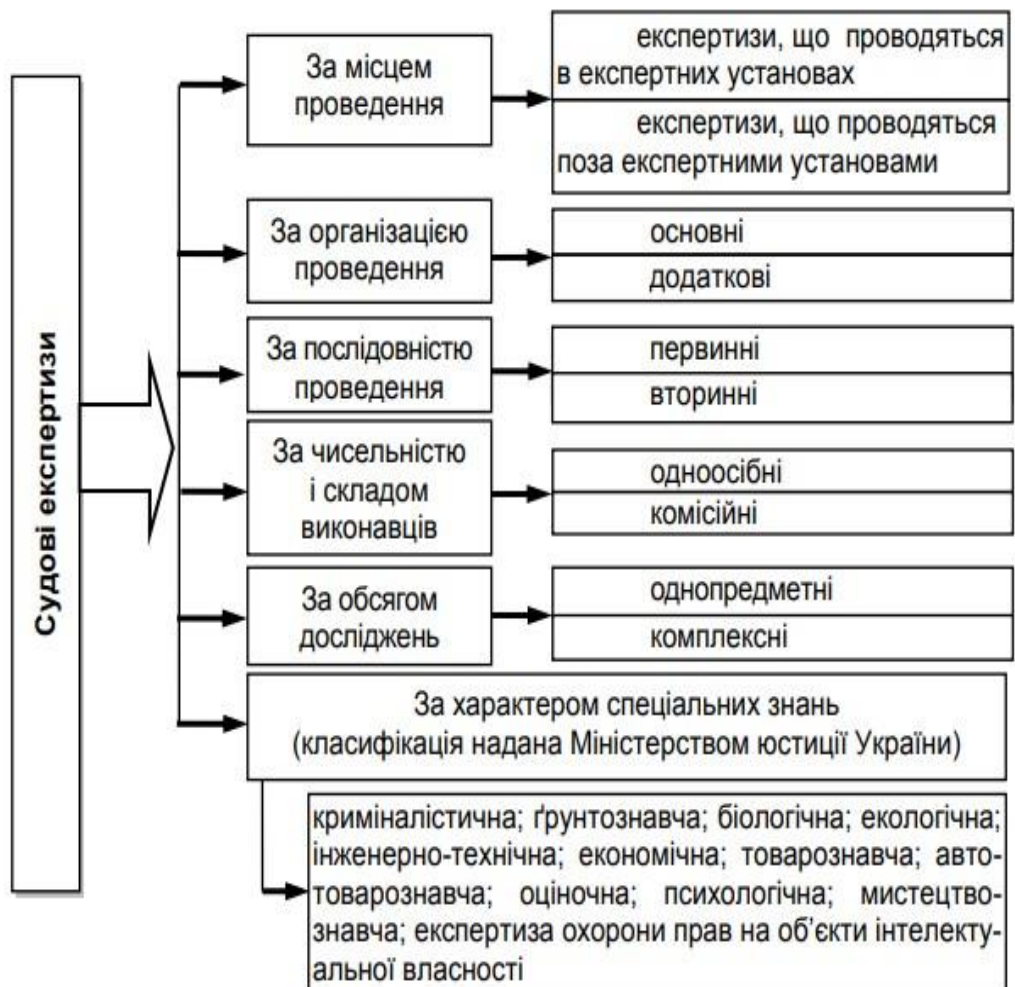 Судові експертизи
За місцем
проведення
експертизи, що проводяться
в експертних установах
експертизи, що проводяться
поза експертними установами
За організацією
проведення
основні
додаткові
За послідовністю
проведення
первинні
вторинні
За чисельністю
і складом
виконавців
одноосібні
комісійні
За обсягом
досліджень
однопредметні
комплексні
За характером спеціальних знань
(класифікація надана Міністерством юстиції України)
криміналістична; ґрунтознавча; біологічна; екологічна;
інженерно-технічна; економічна; товарознавча; авто-
товарознавча; оціночна; психологічна; мистецтво-
знавча; експертиза охорони прав на об’єкти інтелекту-
альної власності